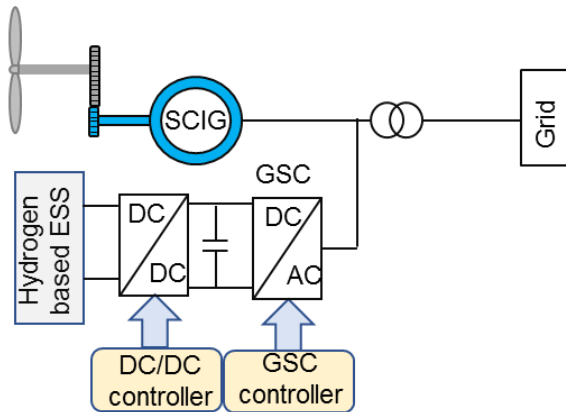 SCIG
Grid
GSC
Hydrogen
based ESS
DC
DC
DC
AC
DC/DC
controller
GSC
controller